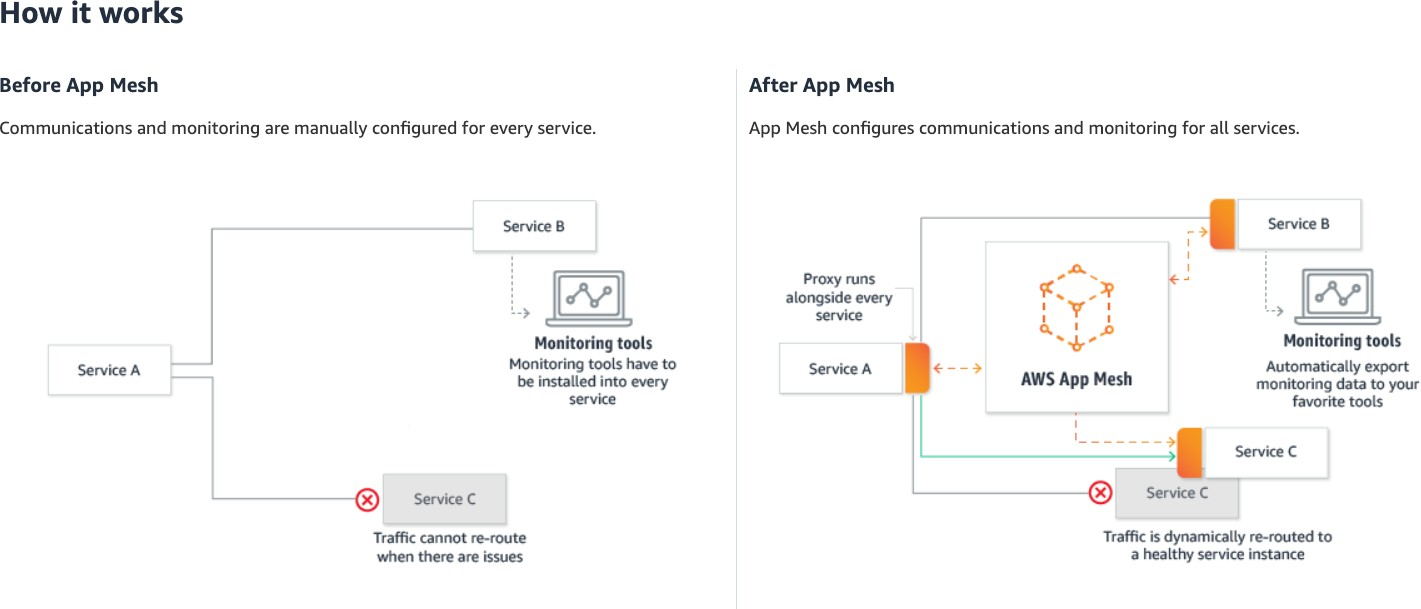 How it works
Before App Mesh
Communications and monitoring are manually configured for every service.
Service B
Monitoring tools
Monitoring tools have to
be installed into every
service
Service A
Service C
Traffic cannot re-route
when there are issues
After App Mesh
App Mesh configures communications and monitoring for all services.
Service B
Proxy runs
alongside every
service
Monitoring tools
Automatically export
monitoring data to your
favorite tools
Service A
AWS App Mesh
Service C
Service C
Traffic is dynamically re-routed to
a healthy service instance